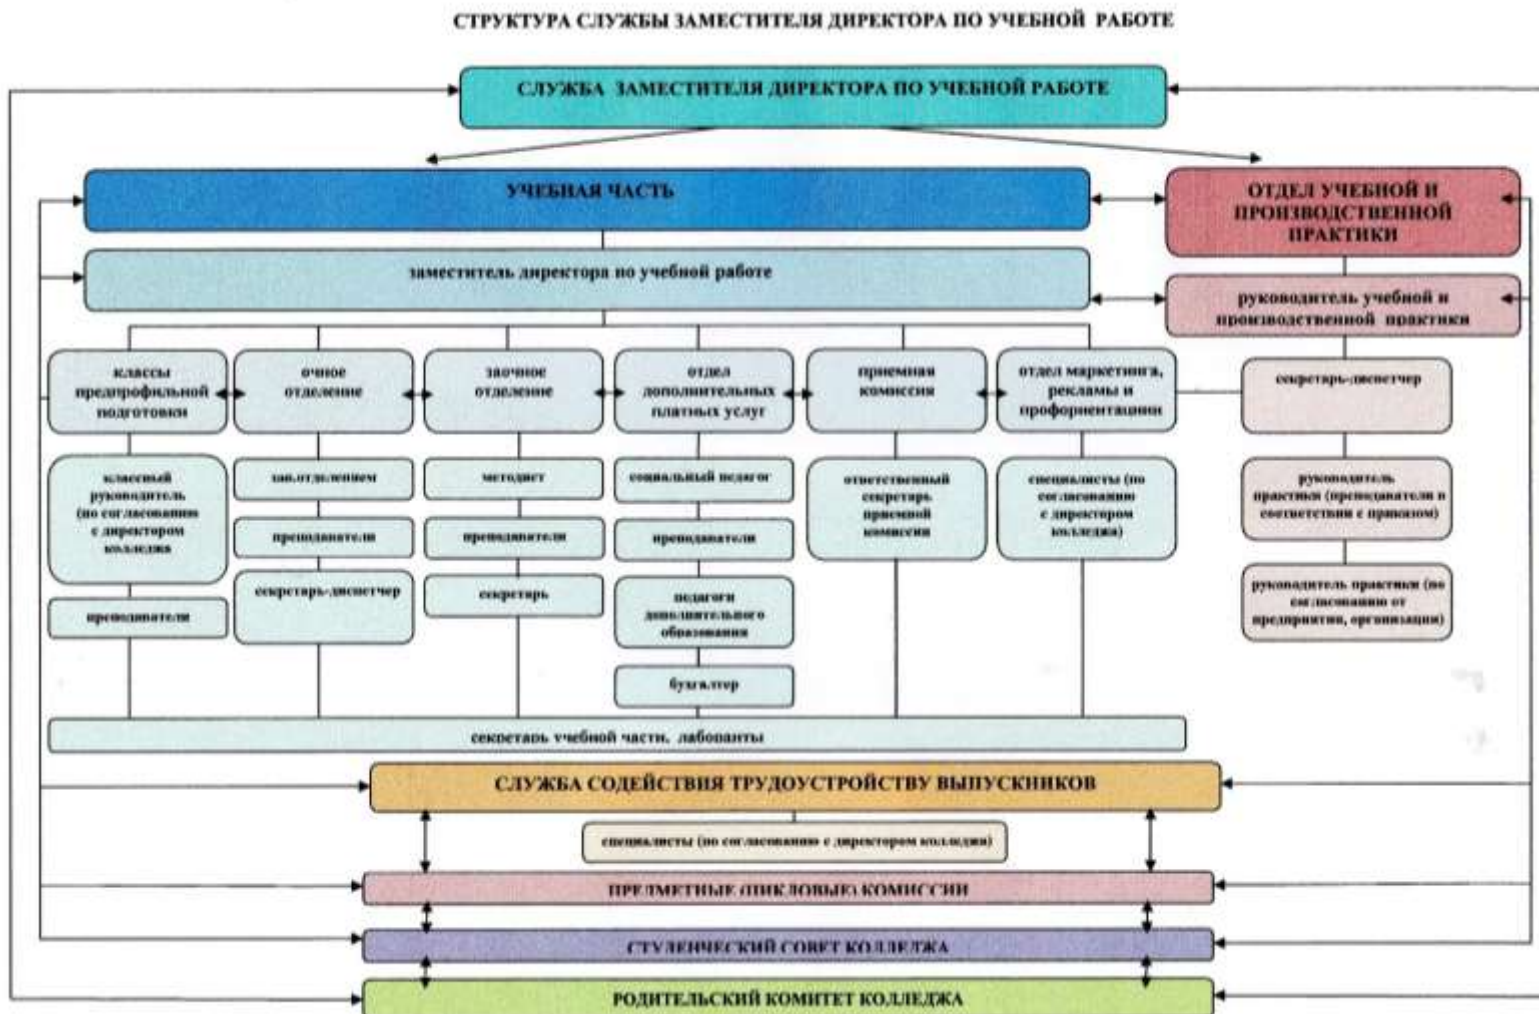 СТРУКТУРА СЛУЖБЫ ЗАМЕСТИТЕЛЯ ДИРЕКТОРА ПО УЧЕБНОЙ РАБОТЕ
СЛУЖБА ЗАМЕСТИТЕЛЯ ДИРЕКТОРА ПО УЧЕБНОЙ РАБОТЕ
УЧЕБНАЯ ЧАСТЬ
ОТДЕЛ УЧЕБНОЙ И
ПРОИЗВОДСТВЕННОЙ
ПРАКТИКИ
заместитель директора по учебной работе
руководитель учебной и
производственной практики
классы
предпрофильной
подготовки
очное
отделение
заочное
отделение
отдел
дополнительных
платных услуг
приемная
комиссия
отдел маркетинга,
рекламы и
профориентации
секретарь-диспетчер
классный
руководитель
(по согласованию
с директором
колледжа
преподаватели
зав.отделением
преподаватели
секретарь-диспетчер
методист
преподаватели
секретарь
социальный педагог
преподаватели
педагоги
дополнительного
образования
бухгалтер
ответственный
секретарь
приемной
комиссии
специалисты (по
согласованию
с директором
колледжа)
руководитель
практики (преподаватели в
соответствии с приказом)
руководитель практики (по
согласованию от
предприятия, организации)
секретарь учебной части, лаборанты
СЛУЖБА СОДЕЙСТВИЯ ТРУДОУСТРОЙСТВУ ВЫПУСКНИКОВ
специалисты (по согласованию с директором колледжа)
ПРЕДМЕТНЫЕ (ЦИКЛОВЫЕ) КОМИССИИ
СТУДЕНЧЕСКИЙ СОВЕТ КОЛЛЕДЖА
РОДИТЕЛЬСКИЙ КОМИТЕТ КОЛЛЕДЖА